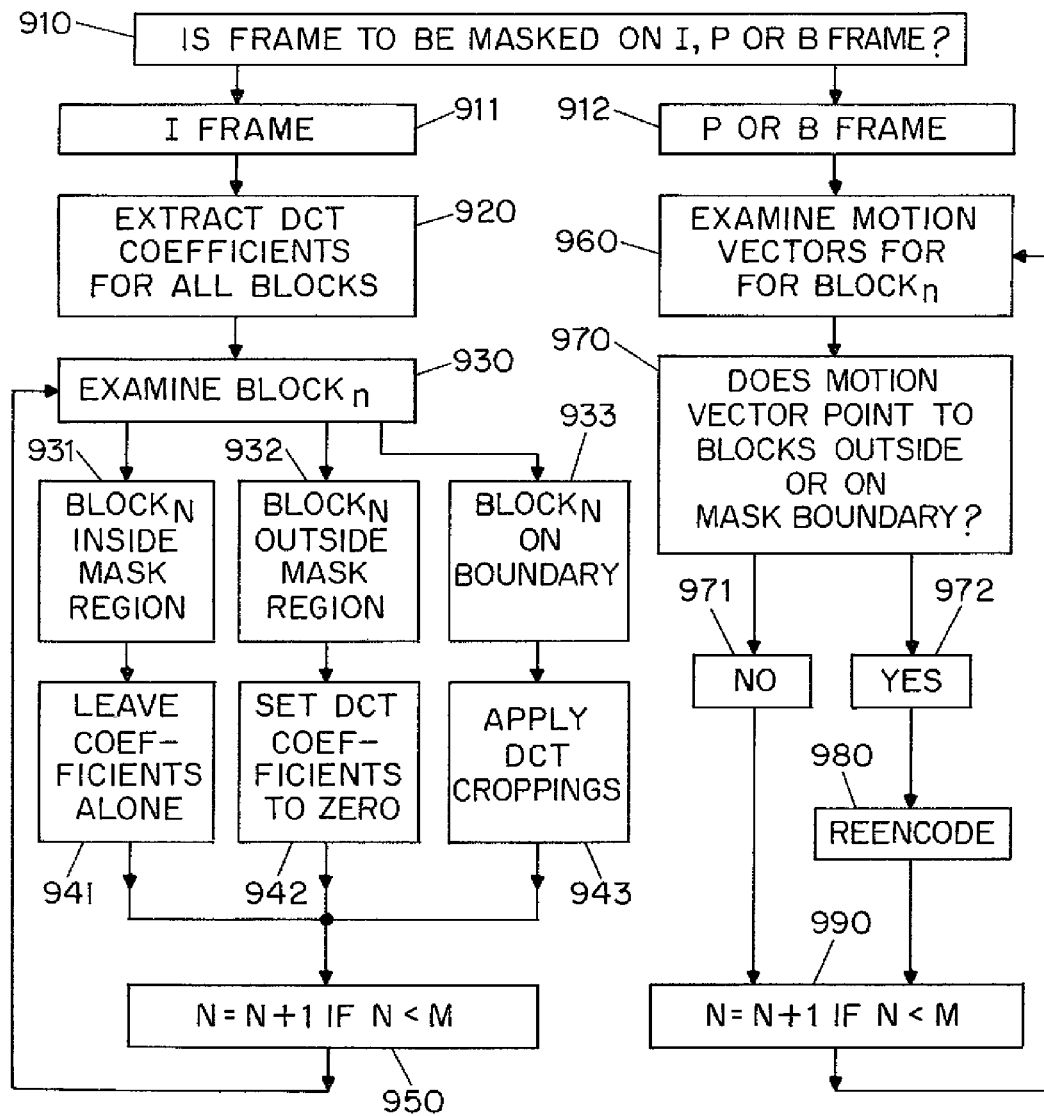 910
IS FRAME TO BE MASKED ON I, P OR B FRAME?
911
I FRAME
912
P OR B FRAME
920
EXTRACT DCT
COEFFICIENTS
FOR ALL BLOCKS
930
EXAMINE BLOCKn
931
BLOCKN
INSIDE
MASK
REGION
932
BLOCKN
OUTSIDE
MASK
REGION
933
BLOCKN
ON
BOUNDARY
LEAVE
COEF-
FICIENTS
ALONE
941
SET DCT
COEF-
FICIENTS
TO ZERO
942
APPLY
DCT
CROPPINGS
943
N = N+1 IF N < M
950
960
EXAMINE MOTION
VECTORS FOR
FOR BLOCKn
970
DOES MOTION
VECTOR POINT TO
BLOCKS OUTSIDE
OR ON
MASK BOUNDARY?
971
NO
972
YES
980
REENCODE
990
N = N+1 IF N < M